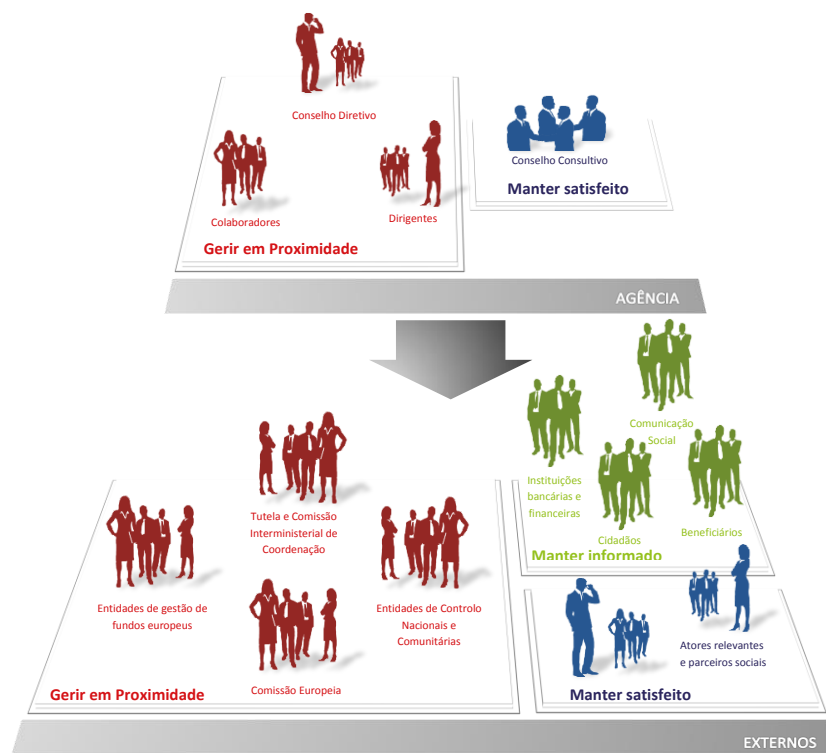 Conselho Diretivo
Colaboradores
Dirigentes
Gerir em Proximidade
Conselho Consultivo
Manter satisfeito
AGÊNCIA
Comunicação
Social
Instituições
bancárias e
financeiras
Cidadãos
Beneficiários
Manter informado
Tutela e Comissão
Interministerial de
Coordenação
Entidades de gestão de
fundos europeus
Entidades de Controlo
Nacionais e
Comunitárias
Comissão Europeia
Gerir em Proximidade
Atores relevantes
e parceiros sociais
Manter satisfeito
EXTERNOS